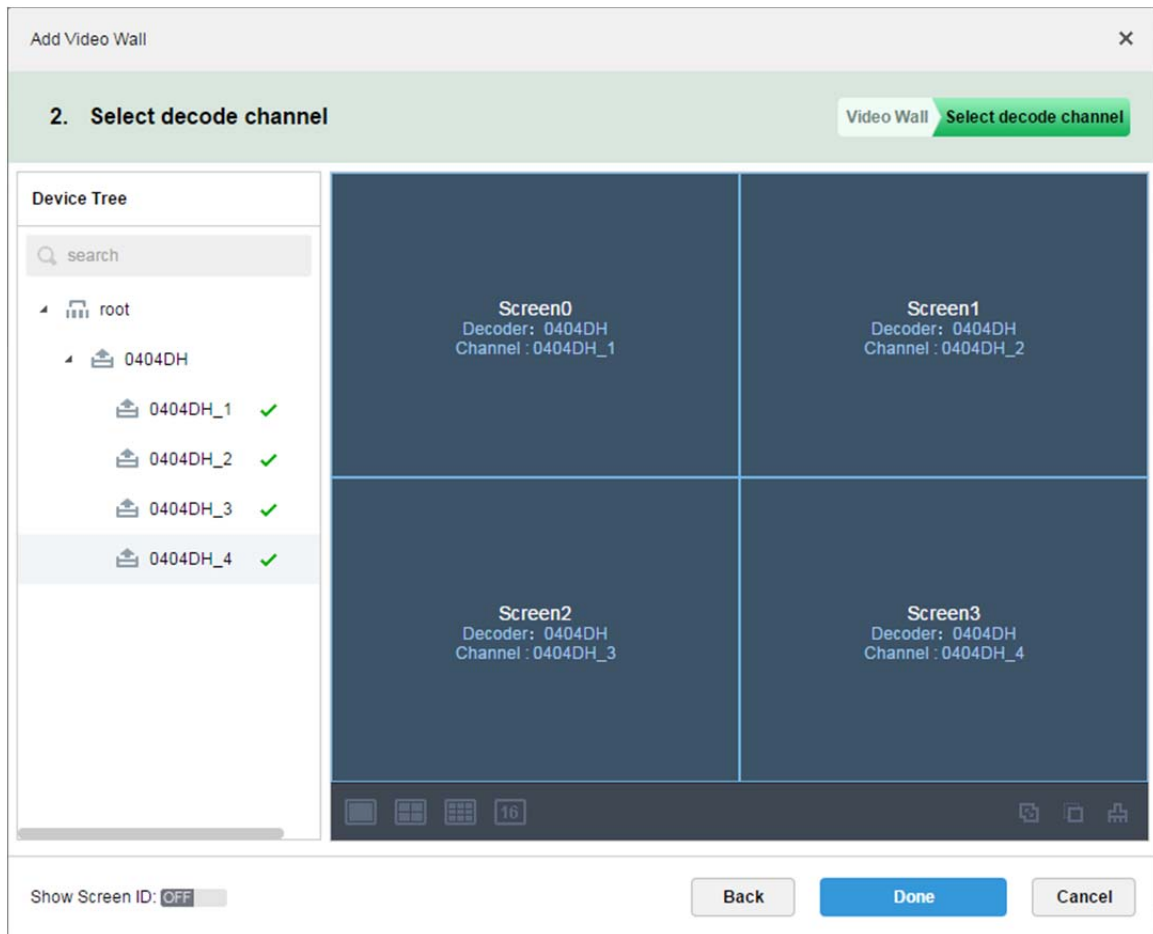 Add Video Wall
2. Select decode channel
Video Wall
Select decode channel
Device Tree
search
root
0404DH
0404DH_1
0404DH_2
0404DH_3
0404DH_4
Screen0
Decoder: 0404DH
Channel : 0404DH_1
Screen1
Decoder: 0404DH
Channel : 0404DH_2
Screen2
Decoder: 0404DH
Channel : 0404DH_3
Screen3
Decoder: 0404DH
Channel : 0404DH_4
16
Show Screen ID: OFF
Back
Done
Cancel